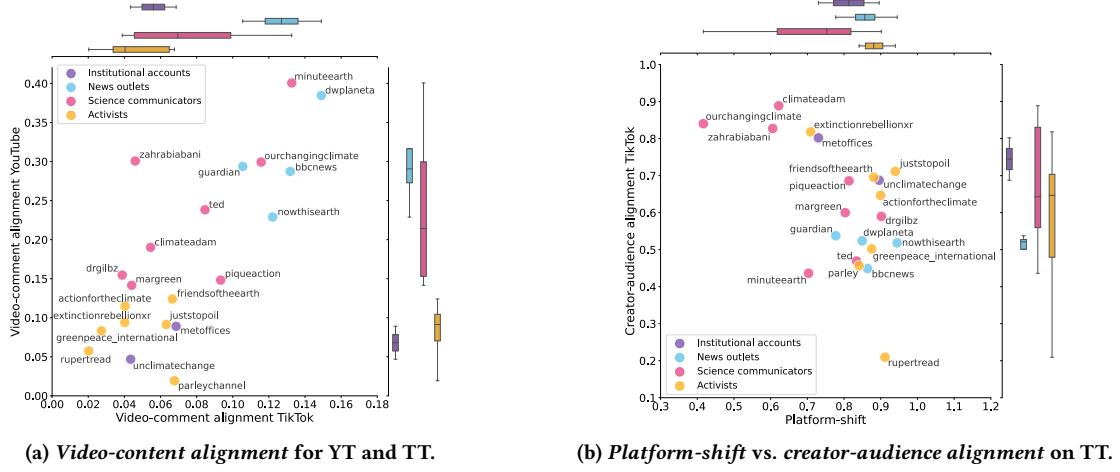 Institutional accounts
News outlets
Science communicators
Activists
minuteearth
dwplaneta
zahrabiabani
ourchangingclimate
guardian
bbcnews
ted
nowthisearth
climateadam
drgilbz
margreen
piqueaction
actionfortheclimate
friendsoftheearth
extinctionrebellionxr
juststopoil
greenpeace_international
metoffices
rupertread
unclimatechange
parleychannel
Video-comment alignment YouTube
0.40
0.35
0.30
0.25
0.20
0.15
0.10
0.05
0.00
0.00 0.02 0.04 0.06 0.08 0.10 0.12 0.14 0.16 0.18
Video-comment alignment TikTok
(a) Video-content alignment for YT and TT.
climateadam
ourchangingclimate
zahrabiabani
extinctionrebellionxr
metoffices
friendsoftheearth
juststopoil
piqueaction
unclimatechange
actionfortheclimate
margreen
drgilbz
guardian
dwplaneta
nowthisearth
greenpeace_international
ted
parley
bbcnews
minuteearth
rupertread
Institutional accounts
News outlets
Science communicators
Activists
Creator-audience alignment TikTok
1.0
0.9
0.8
0.7
0.6
0.5
0.4
0.3
0.2
0.1
0.3 0.4 0.5 0.6 0.7 0.8 0.9 1.0 1.1 1.2
Platform-shift
(b) Platform-shift vs. creator-audience alignment on TT.